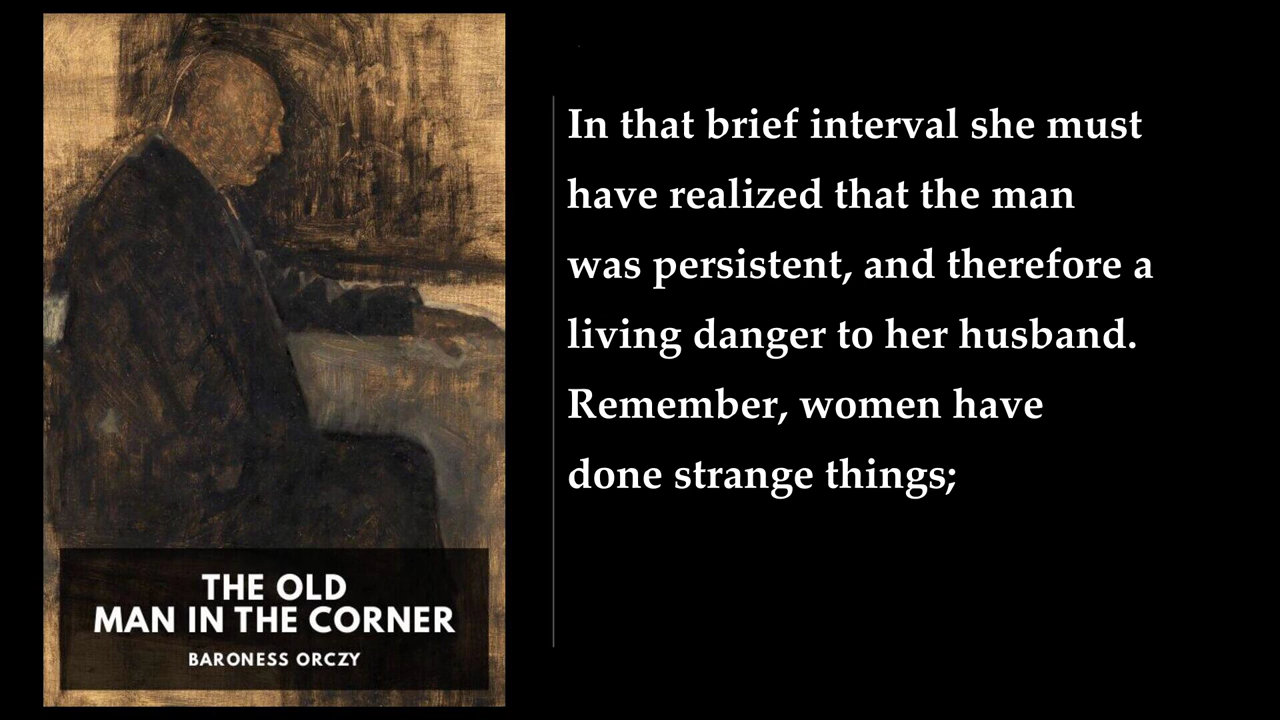 In that brief interval she must
have realized that the man
was persistent, and therefore a
living danger to her husband.
Remember, women have
done strange things;
THE OLD
MAN IN THE CORNER
BARONESS ORCZY